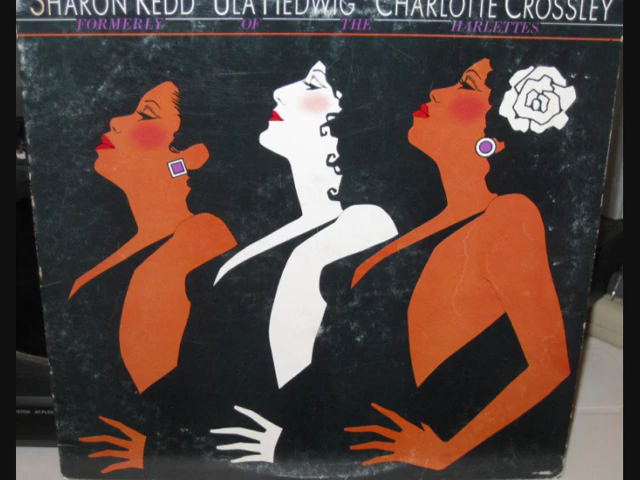 SHARON REDD ULA HEDWIG CHARLOTTE CROSSLEY
FORMERLY OF THE HARLETTES